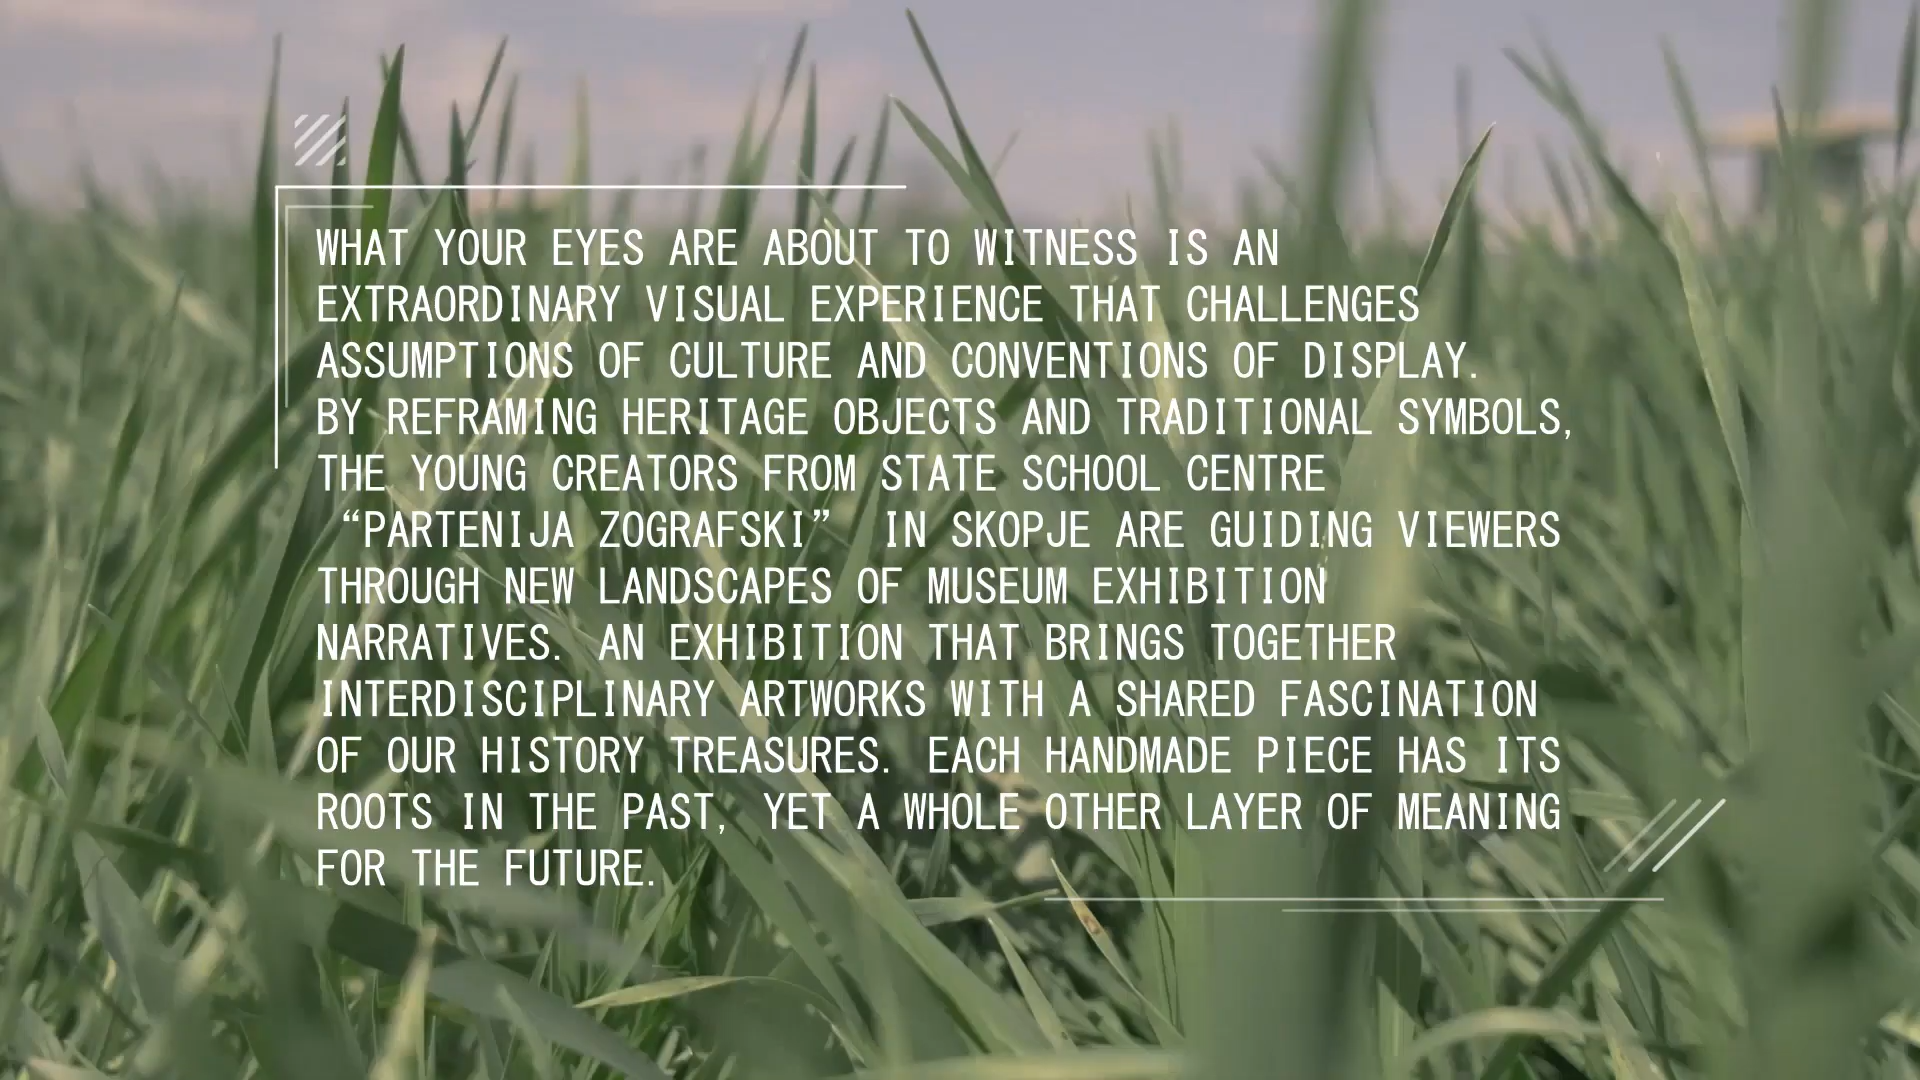 WHAT YOUR EYES ARE ABOUT TO WITNESS IS AN
EXTRAORDINARY VISUAL EXPERIENCE THAT CHALLENGES
ASSUMPTIONS OF CULTURE AND CONVENTIONS OF DISPLAY.
BY REFRAMING HERITAGE OBJECTS AND TRADITIONAL SYMBOLS,
THE YOUNG CREATORS FROM STATE SCHOOL CENTRE
“PARTENIJA ZOGRAFSKI” IN SKOPJE ARE GUIDING VIEWERS
THROUGH NEW LANDSCAPES OF MUSEUM EXHIBITION
NARRATIVES. AN EXHIBITION THAT BRINGS TOGETHER
INTERDISCIPLINARY ARTWORKS WITH A SHARED FASCINATION
OF OUR HISTORY TREASURES. EACH HANDMADE PIECE HAS ITS
ROOTS IN THE PAST, YET A WHOLE OTHER LAYER OF MEANING
FOR THE FUTURE.